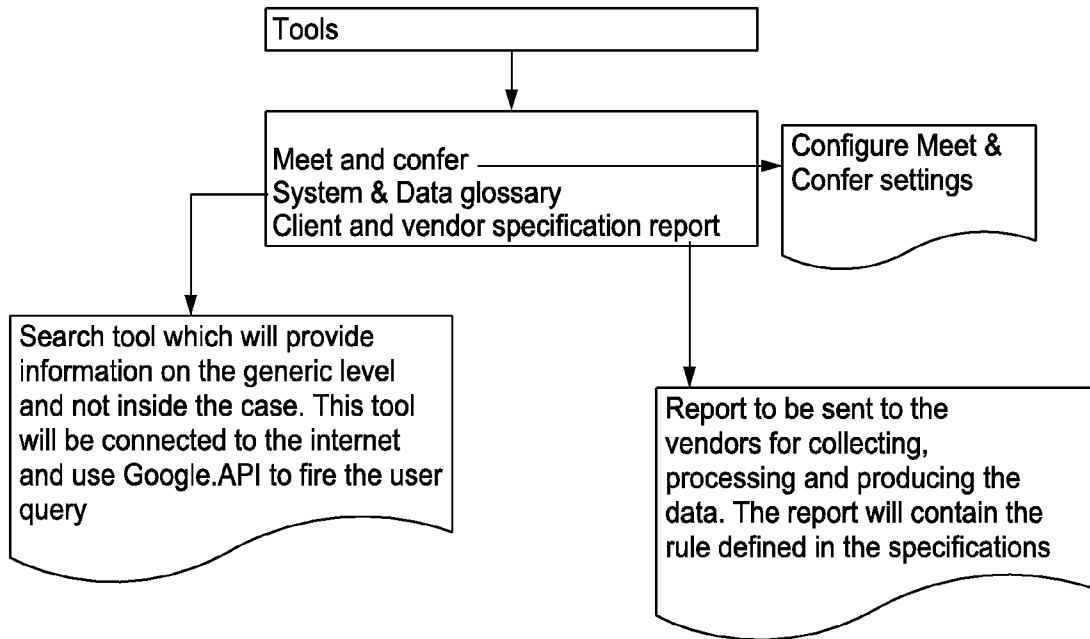 Tools
Meet and confer
System & Data glossary
Client and vendor specification report
Configure Meet &
Confer settings
Search tool which will provide
information on the generic level
and not inside the case. This tool
will be connected to the internet
and use Google.API to fire the user
query
Report to be sent to the
vendors for collecting,
processing and producing the
data. The report will contain the
rule defined in the specifications